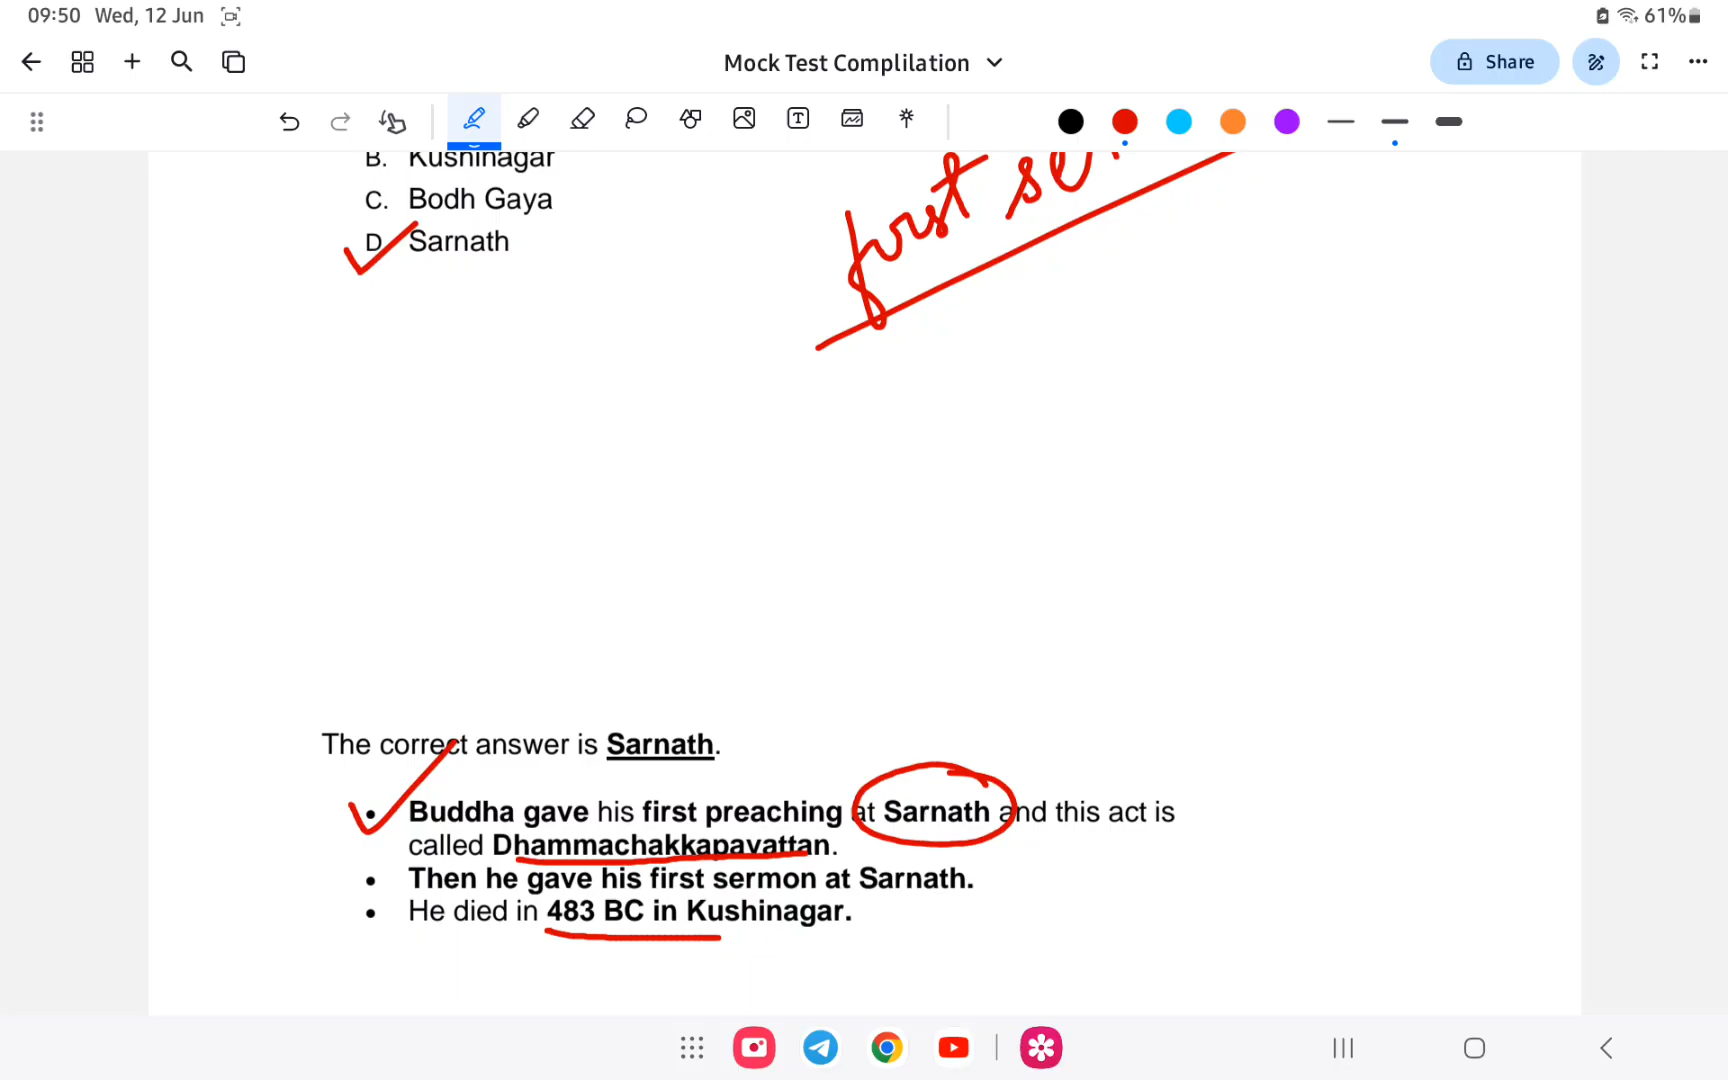 09:50 Wed, 12 Jun
61%
Mock Test Complilation
Share
B. Kushinagar
C. Bodh Gaya
D. Sarnath
first se
The correct answer is Sarnath.
• Buddha gave his first preaching at Sarnath and this act is
called Dhammachakkapavattan.
• Then he gave his first sermon at Sarnath.
• He died in 483 BC in Kushinagar.